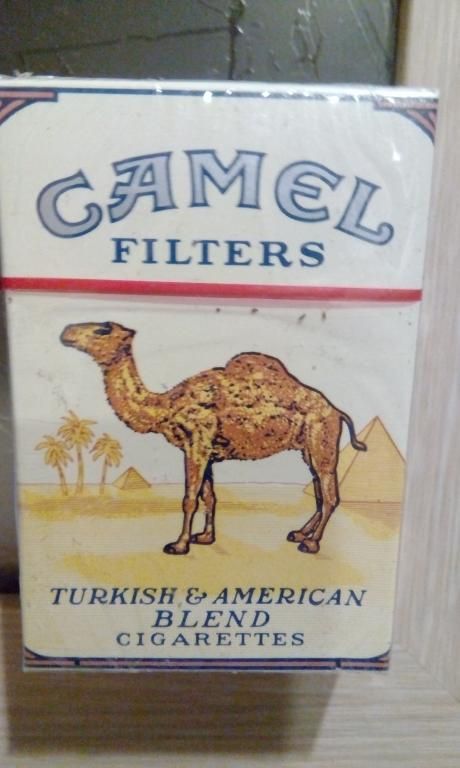 CAMEL
FILTERS
TURKISH & AMERICAN
BLEND
CIGARETTES